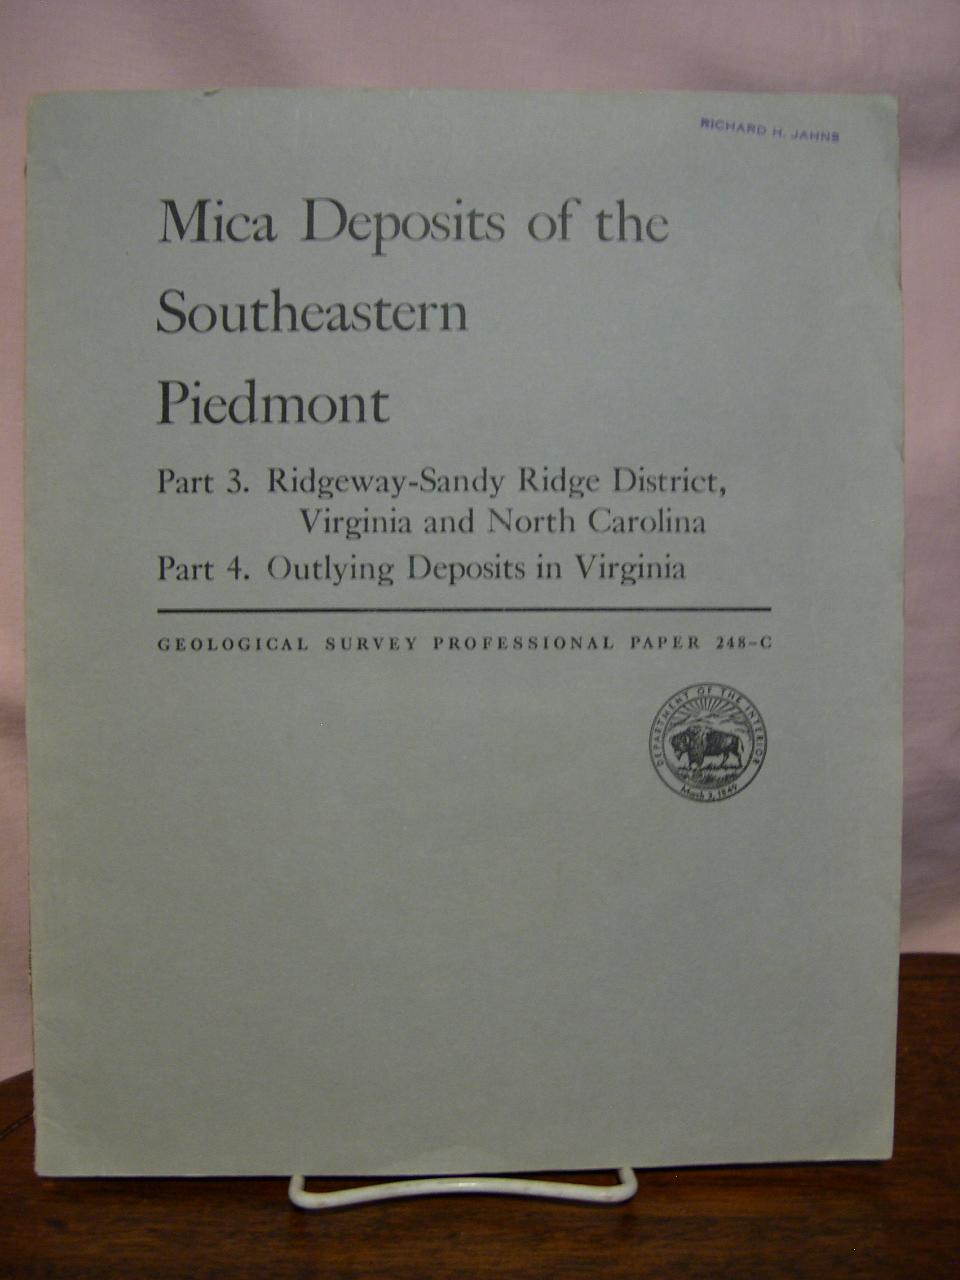 RICHARD H. JAHNS
Mica Deposits of the
Southeastern
Piedmont
Part 3. Ridgeway-Sandy Ridge District,
Virginia and North Carolina
Part 4. Outlying Deposits in Virginia
GEOLOGICAL SURVEY PROFESSIONAL PAPER 248-C
DEPARTMENT OF THE INTERIOR
March 3, 1849